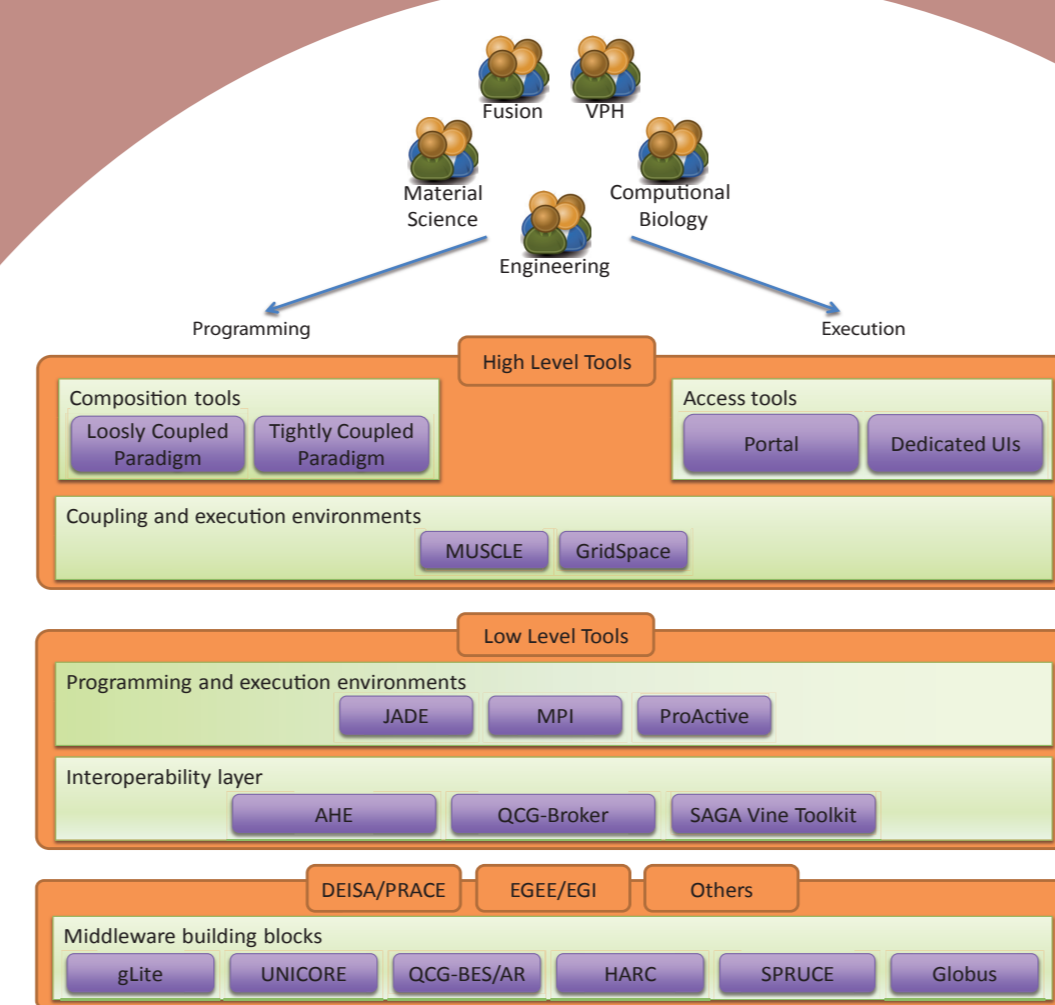 Fusion
VPH
Material
Science
Computional
Biology
Engineering
Programming
Execution
High Level Tools
Composition tools
Loosly Coupled
Paradigm
Tightly Coupled
Paradigm
Access tools
Portal
Dedicated UIs
Coupling and execution environments
MUSCLE
GridSpace
Low Level Tools
Programming and execution environments
JADE
MPI
ProActive
Interoperability layer
AHE
QCG-Broker
SAGA Vine Toolkit
DEISA/PRACE
EGEE/EGI
Others
Middleware building blocks
gLite
UNICORE
QCG-BES/AR
HARC
SPRUCE
Globus